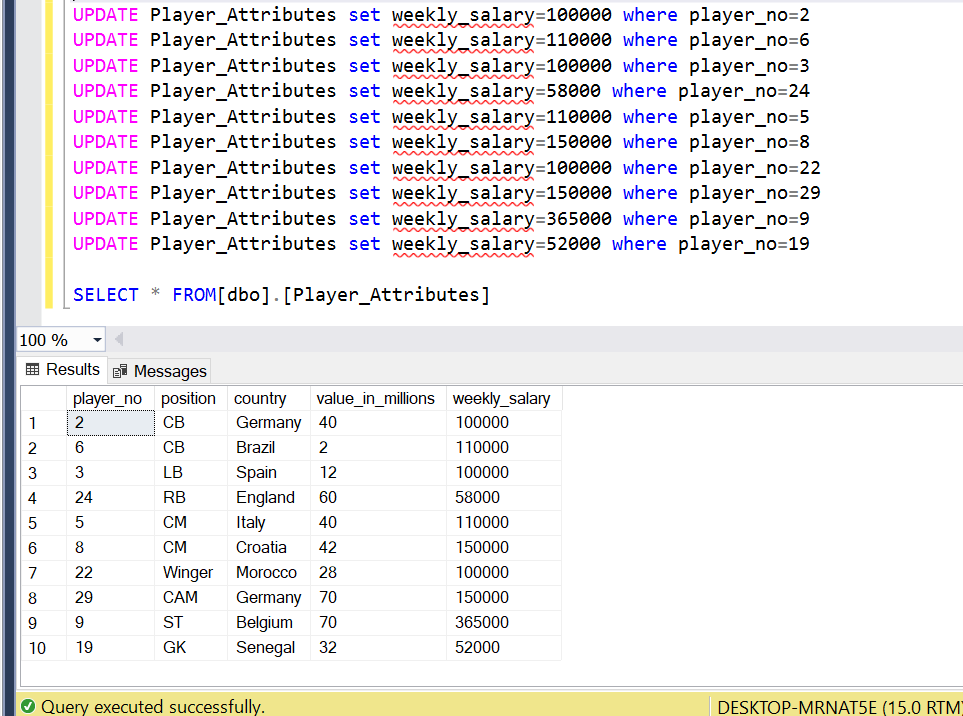 UPDATE Player_Attributes set weekly_salary=100000 where player_no=2
UPDATE Player_Attributes set weekly_salary=110000 where player_no=6
UPDATE Player_Attributes set weekly_salary=100000 where player_no=3
UPDATE Player_Attributes set weekly_salary=58000 where player_no=24
UPDATE Player_Attributes set weekly_salary=110000 where player_no=5
UPDATE Player_Attributes set weekly_salary=150000 where player_no=8
UPDATE Player_Attributes set weekly_salary=100000 where player_no=22
UPDATE Player_Attributes set weekly_salary=150000 where player_no=29
UPDATE Player_Attributes set weekly_salary=365000 where player_no=9
UPDATE Player_Attributes set weekly_salary=52000 where player_no=19
SELECT * FROM[dbo].[Player_Attributes]
100 %
Results Messages
player_no position country value_in_millions weekly_salary
1 2 CB Germany 40 100000
2 6 CB Brazil 2 110000
3 3 LB Spain 12 100000
4 24 RB England 60 58000
5 5 CM Italy 40 110000
6 8 CM Croatia 42 150000
7 22 Winger Morocco 28 100000
8 29 CAM Germany 70 150000
9 9 ST Belgium 70 365000
10 19 GK Senegal 32 52000
Query executed successfully. DESKTOP-MRNAT5E (15.0 RTM)